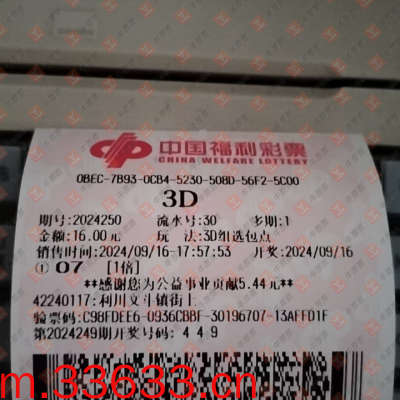 中国福利彩票
CHINA WELFARE LOTTERY
0BEC-7B93-0CB4-5230-508D-56F2-5C00
3D
期号:2024250 流水号:30 多期:1
金额:16.00元 玩 法:3D组选包点
销售时间:2024/09/16-17:57:53 开奖:2024/09/16
① 07 [1倍]
**感谢您为公益事业贡献5.44元**
42240117:利川文斗镇街上
验票码:C98FDEE6-0936CBBF-30196707-13AFFD1F
第2024249期开奖号码: 4 4 9
m.33633.cn